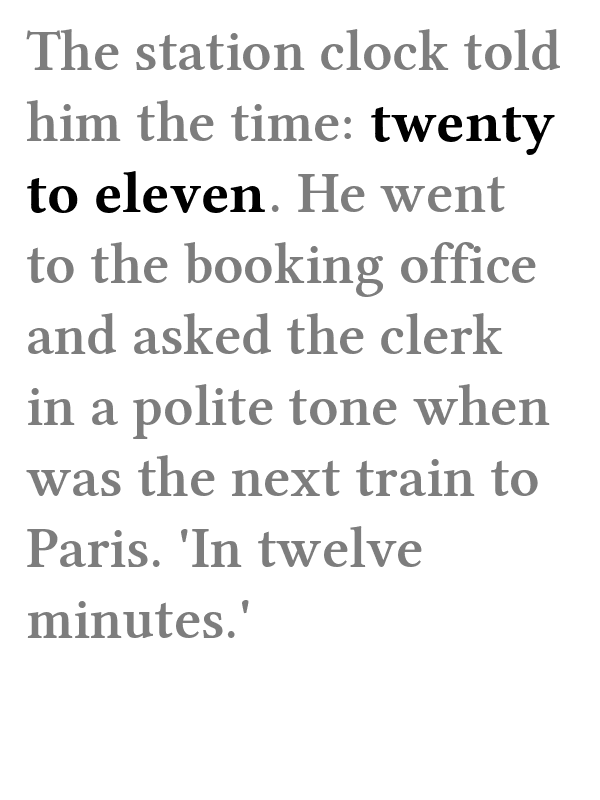 The station clock told
him the time: twenty
to eleven. He went
to the booking office
and asked the clerk
in a polite tone when
was the next train to
Paris. 'In twelve
minutes.'